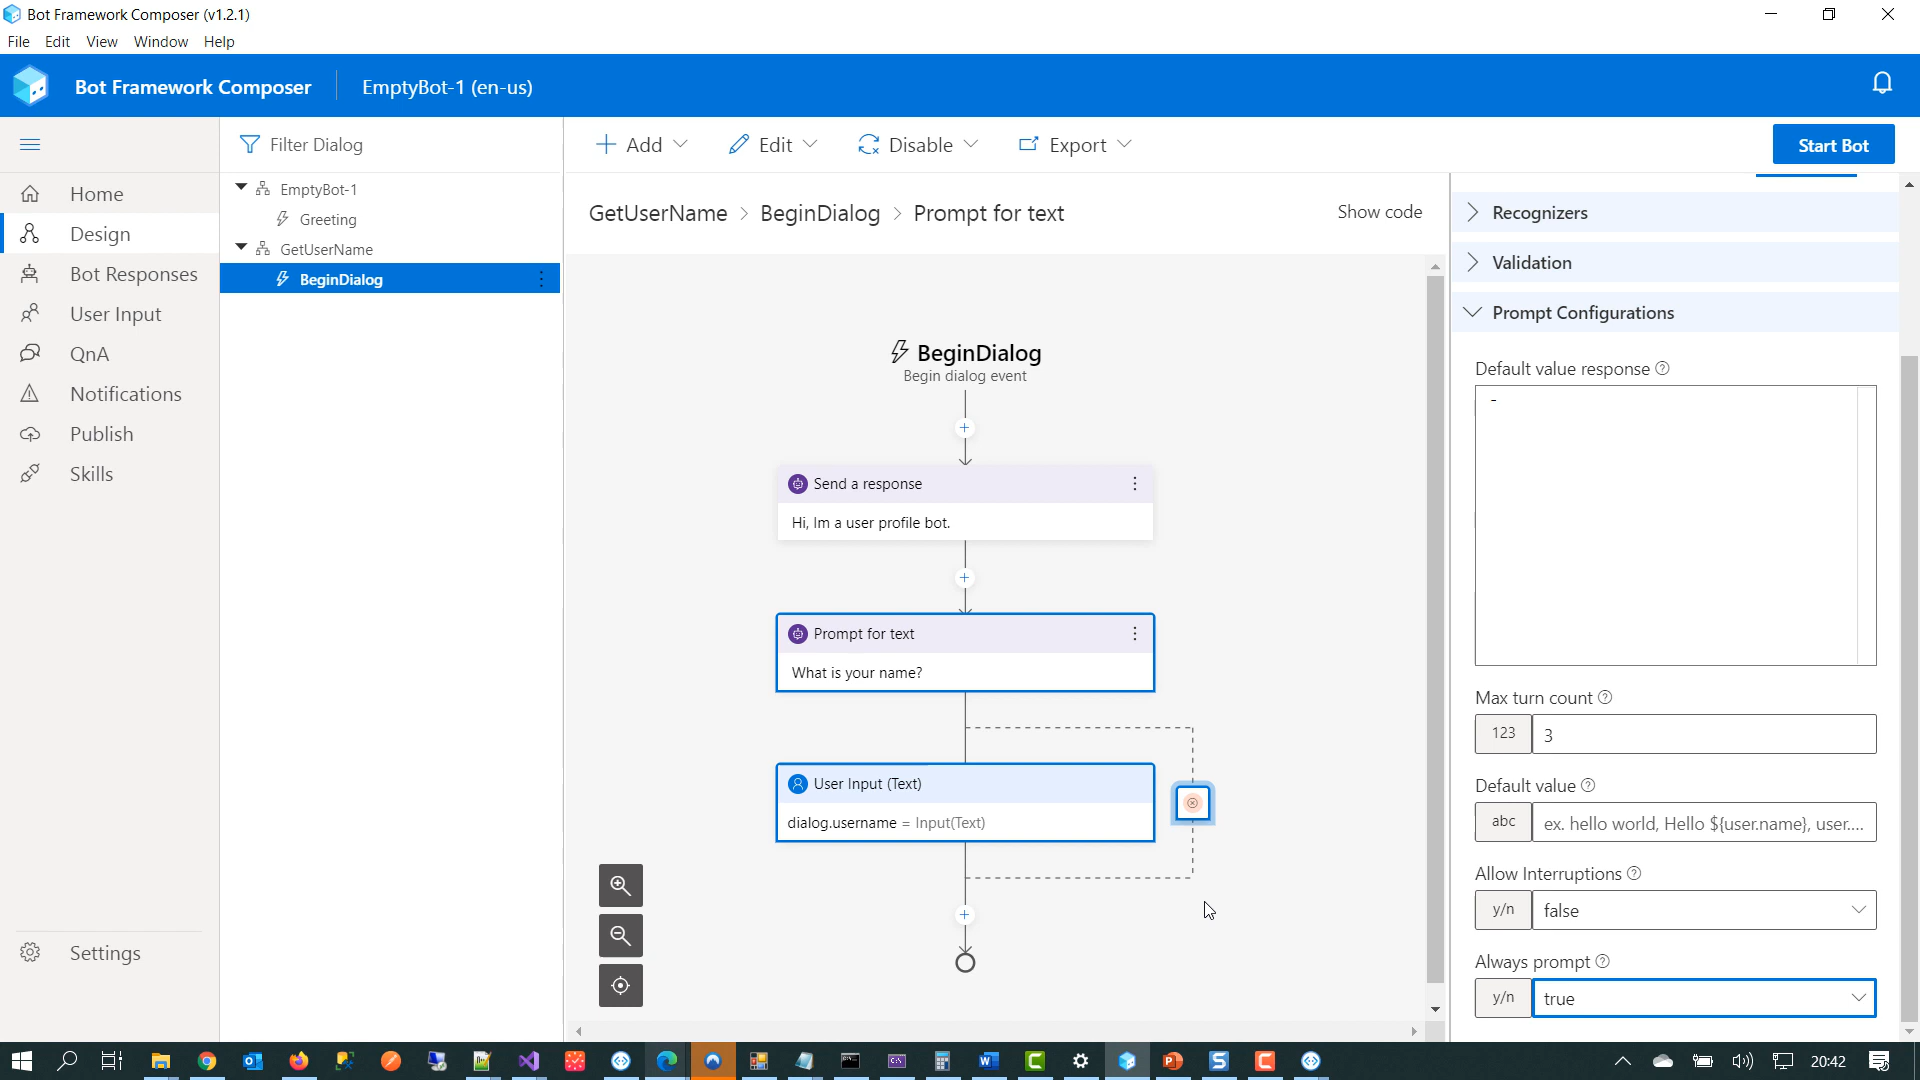 Bot Framework Composer (v1.2.1)
File Edit View Window Help
Bot Framework Composer EmptyBot-1 (en-us)
Filter Dialog
Add Edit Disable Export
Start Bot
Home
Design
Bot Responses
User Input
QnA
Notifications
Publish
Skills
Settings
EmptyBot-1
Greeting
GetUserName
BeginDialog
GetUserName > BeginDialog > Prompt for text
Show code
BeginDialog
Begin dialog event
Send a response
Hi, Im a user profile bot.
Prompt for text
What is your name?
User Input (Text)
dialog.username = Input(Text)
Recognizers
Validation
Prompt Configurations
Default value response
-
Max turn count
123 3
Default value
abc ex. hello world, Hello ${user.name}, user....
Allow Interruptions
y/n false
Always prompt
y/n true
20:42